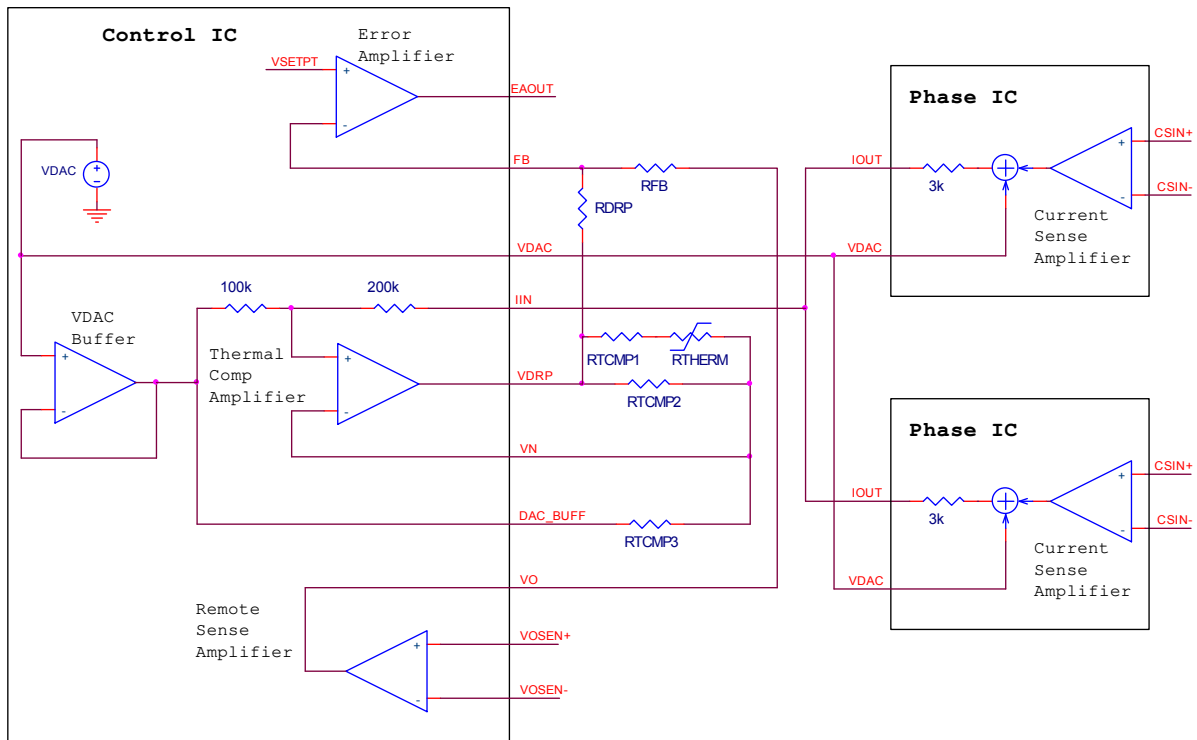 Control IC
Error
Amplifier
VSETPT
+
-
EAOUT
Phase IC
CSIN+
+
-
CSIN-
IOUT
3k
Current
Sense
Amplifier
VDAC
VDAC
+
-
FB
RFB
RDRP
VDAC
100k
200k
IIN
VDAC
Buffer
+
-
Thermal
Comp
Amplifier
+
-
RTCMP1
RTHERM
VDRP
RTCMP2
VN
DAC_BUFF
RTCMP3
Phase IC
CSIN+
+
-
CSIN-
IOUT
3k
Current
Sense
Amplifier
VDAC
VO
Remote
Sense
Amplifier
+
-
VOSEN+
VOSEN-